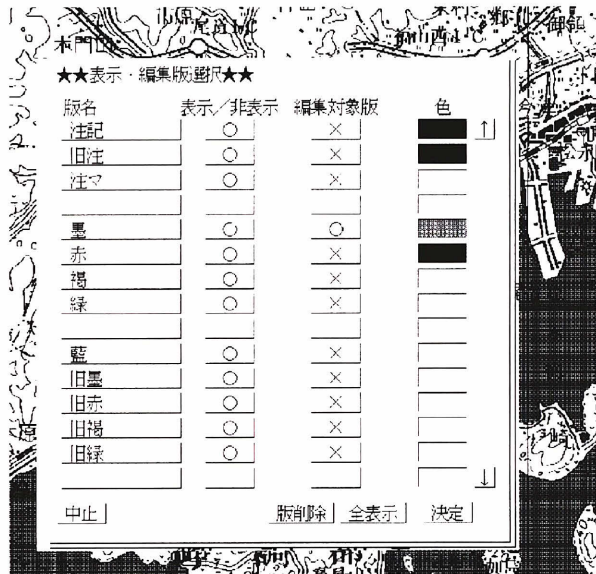 ★★表示・編集版選択★★
版名 表示／非表示 編集対象版 色
注記 ○ ×
旧注 ○ ×
注マ ○ ×
墨 ○ ○
赤 ○ ×
褐 ○ ×
緑 ○ ×
藍 ○ ×
旧墨 ○ ×
旧赤 ○ ×
旧褐 ○ ×
旧緑 ○ ×
↑
↓
中止 版削除 全表示 決定